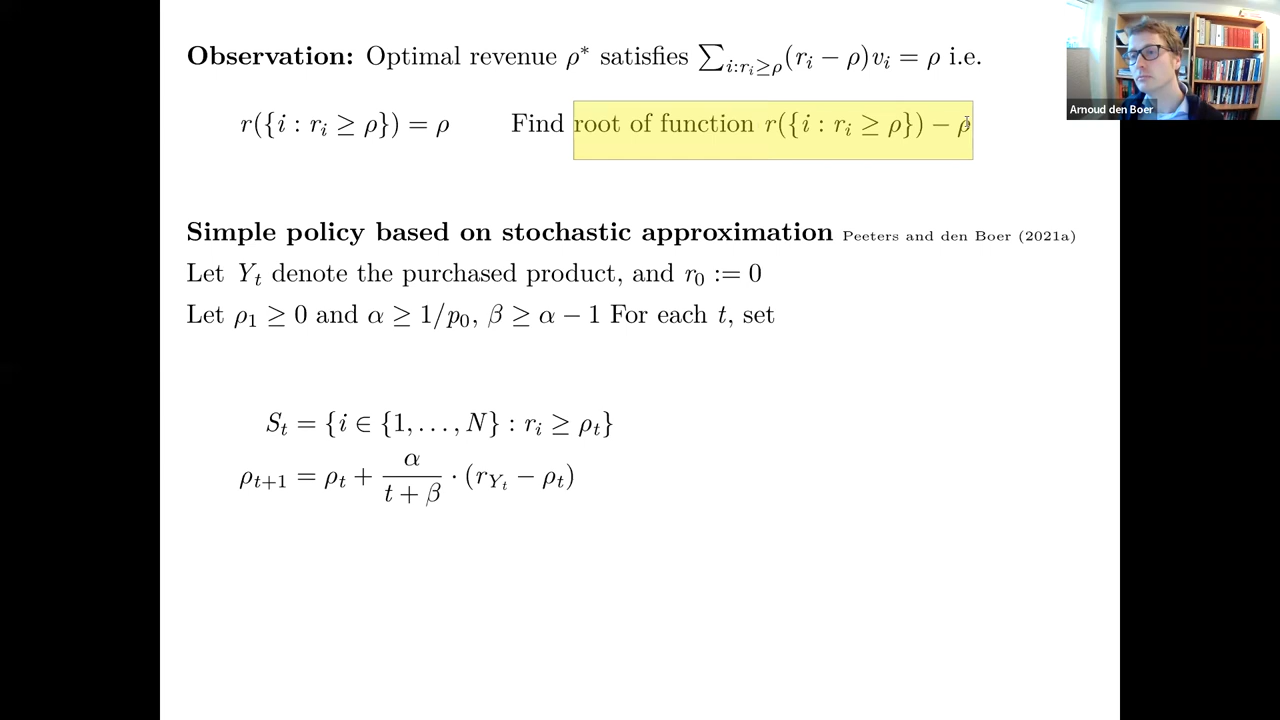 Observation: Optimal revenue ρ* satisfies ∑_{i:r_i≥ρ}(r_i − ρ)v_i = ρ i.e.
r({i : r_i ≥ ρ}) = ρ Find root of function r({i : r_i ≥ ρ}) − ρ
Arnoud den Boer
Simple policy based on stochastic approximation Peeters and den Boer (2021a)
Let Y_t denote the purchased product, and r_0 := 0
Let ρ_1 ≥ 0 and α ≥ 1/p_0, β ≥ α − 1 For each t, set
S_t = {i ∈ {1, . . . , N} : r_i ≥ ρ_t}
ρ_{t+1} = ρ_t + α/(t + β) · (r_{Y_t} − ρ_t)